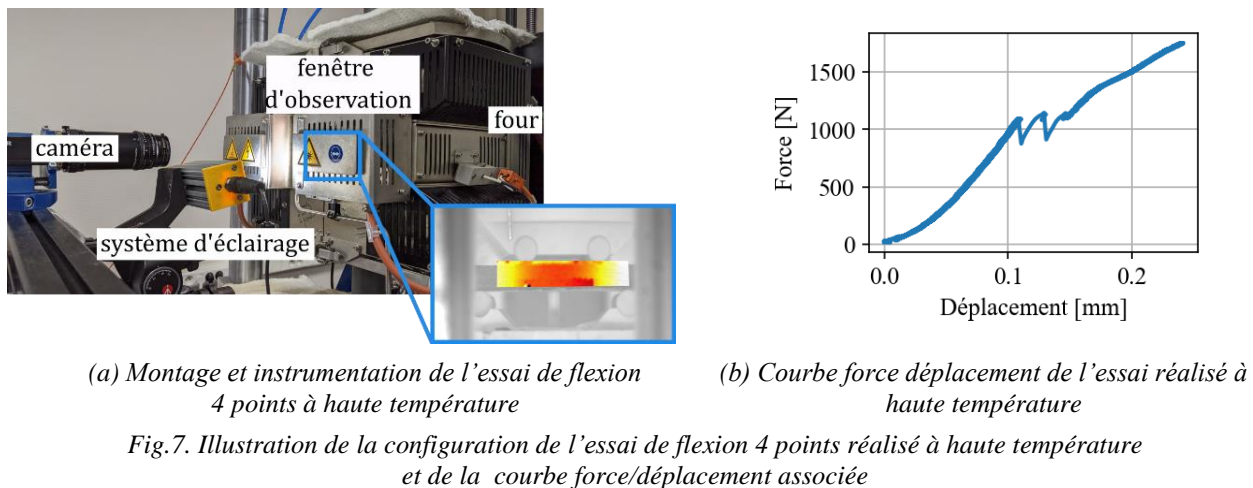 fenêtre
d'observation
four
caméra
système d'éclairage
1500
1000
500
0
Force [N]
0.0
0.1
0.2
Déplacement [mm]
(a) Montage et instrumentation de l'essai de flexion
4 points à haute température
(b) Courbe force déplacement de l'essai réalisé à
haute température
Fig.7. Illustration de la configuration de l'essai de flexion 4 points réalisé à haute température
et de la courbe force/déplacement associée